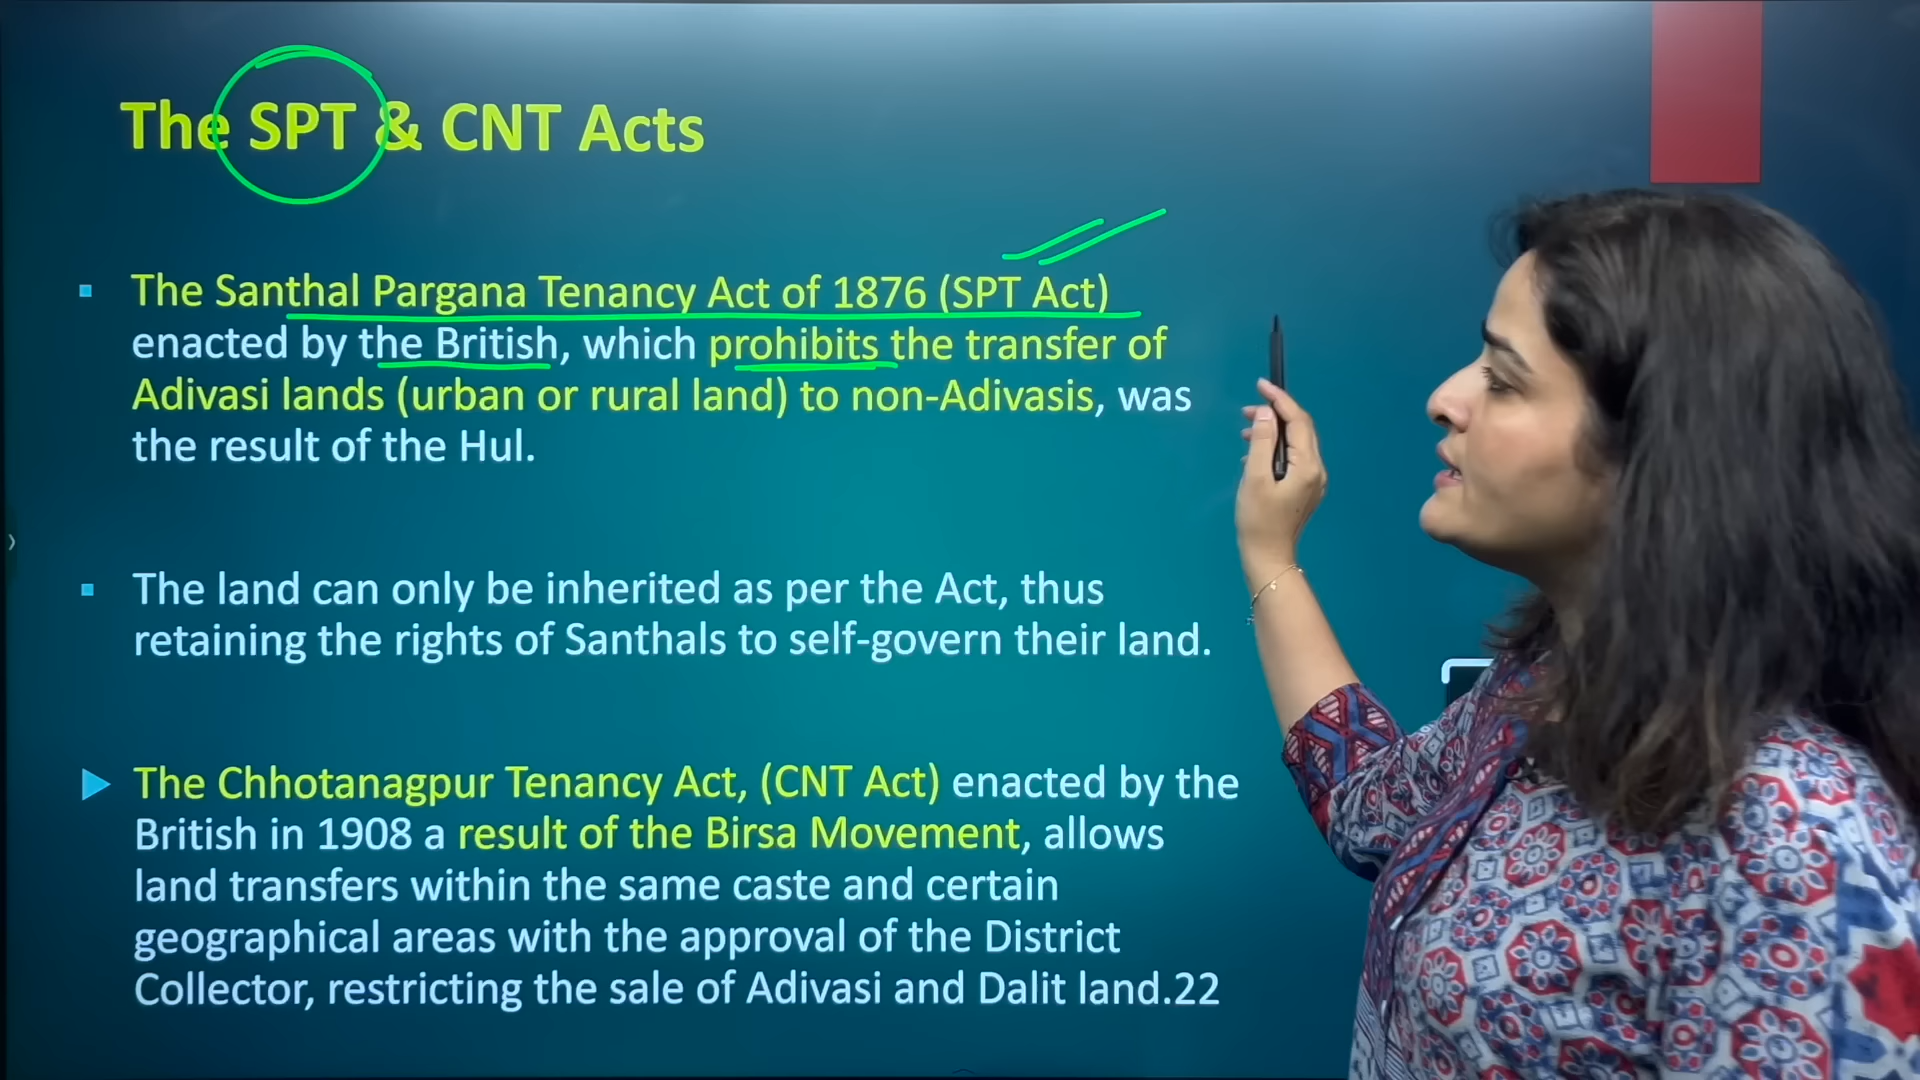 The SPT & CNT Acts
The Santhal Pargana Tenancy Act of 1876 (SPT Act)
enacted by the British, which prohibits the transfer of
Adivasi lands (urban or rural land) to non-Adivasis, was
the result of the Hul.
The land can only be inherited as per the Act, thus
retaining the rights of Santhals to self-govern their land.
The Chhotanagpur Tenancy Act, (CNT Act) enacted by the
British in 1908 a result of the Birsa Movement, allows
land transfers within the same caste and certain
geographical areas with the approval of the District
Collector, restricting the sale of Adivasi and Dalit land.22